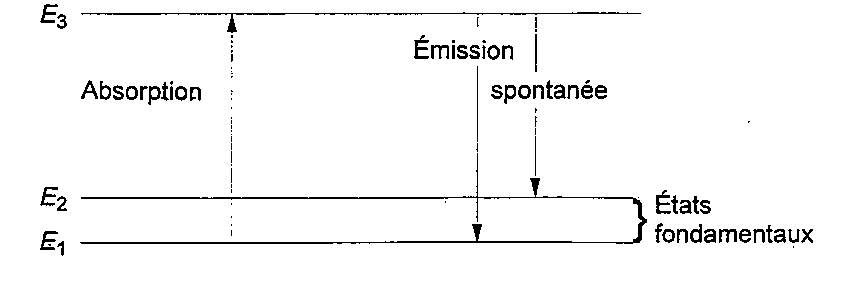 E3
Émission
Absorption
spontanée
E2
États
fondamentaux
E1